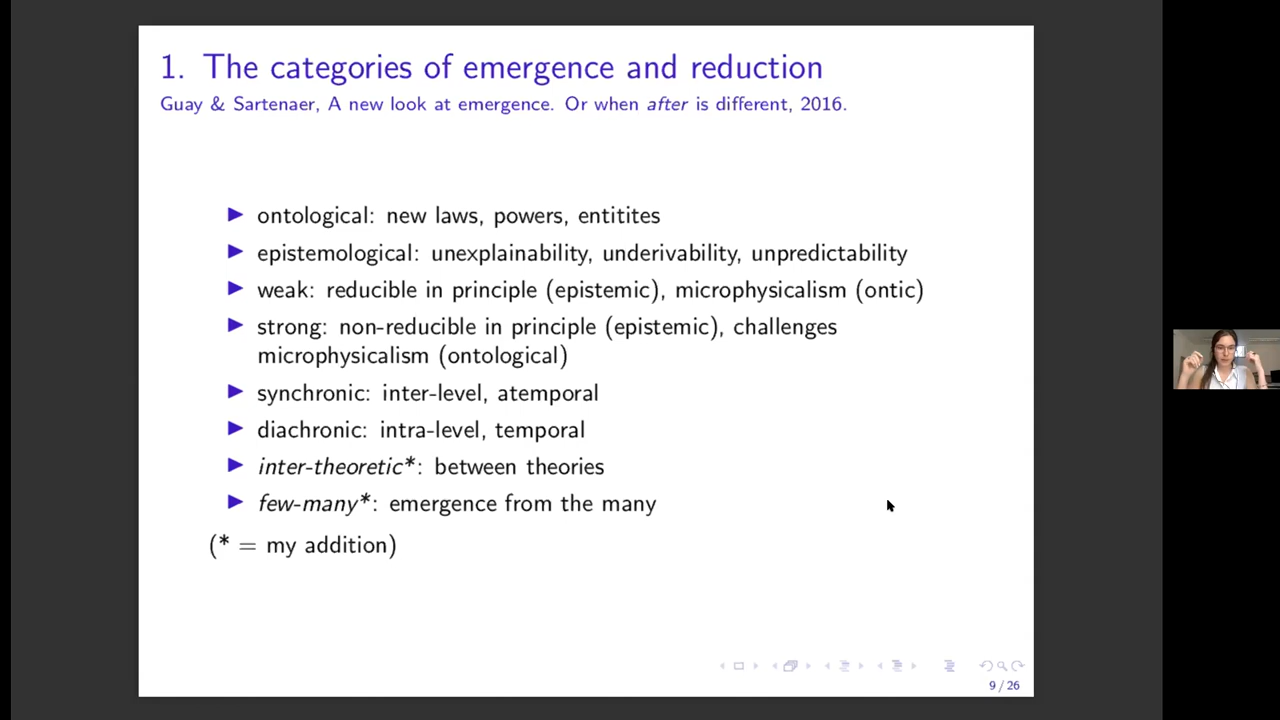 1. The categories of emergence and reduction
Guay & Sartenaer, A new look at emergence. Or when after is different, 2016.
▶ ontological: new laws, powers, entitites
▶ epistemological: unexplainability, underivability, unpredictability
▶ weak: reducible in principle (epistemic), microphysicalism (ontic)
▶ strong: non-reducible in principle (epistemic), challenges
microphysicalism (ontological)
▶ synchronic: inter-level, atemporal
▶ diachronic: intra-level, temporal
▶ inter-theoretic*: between theories
▶ few-many*: emergence from the many
(* = my addition)
9 / 26